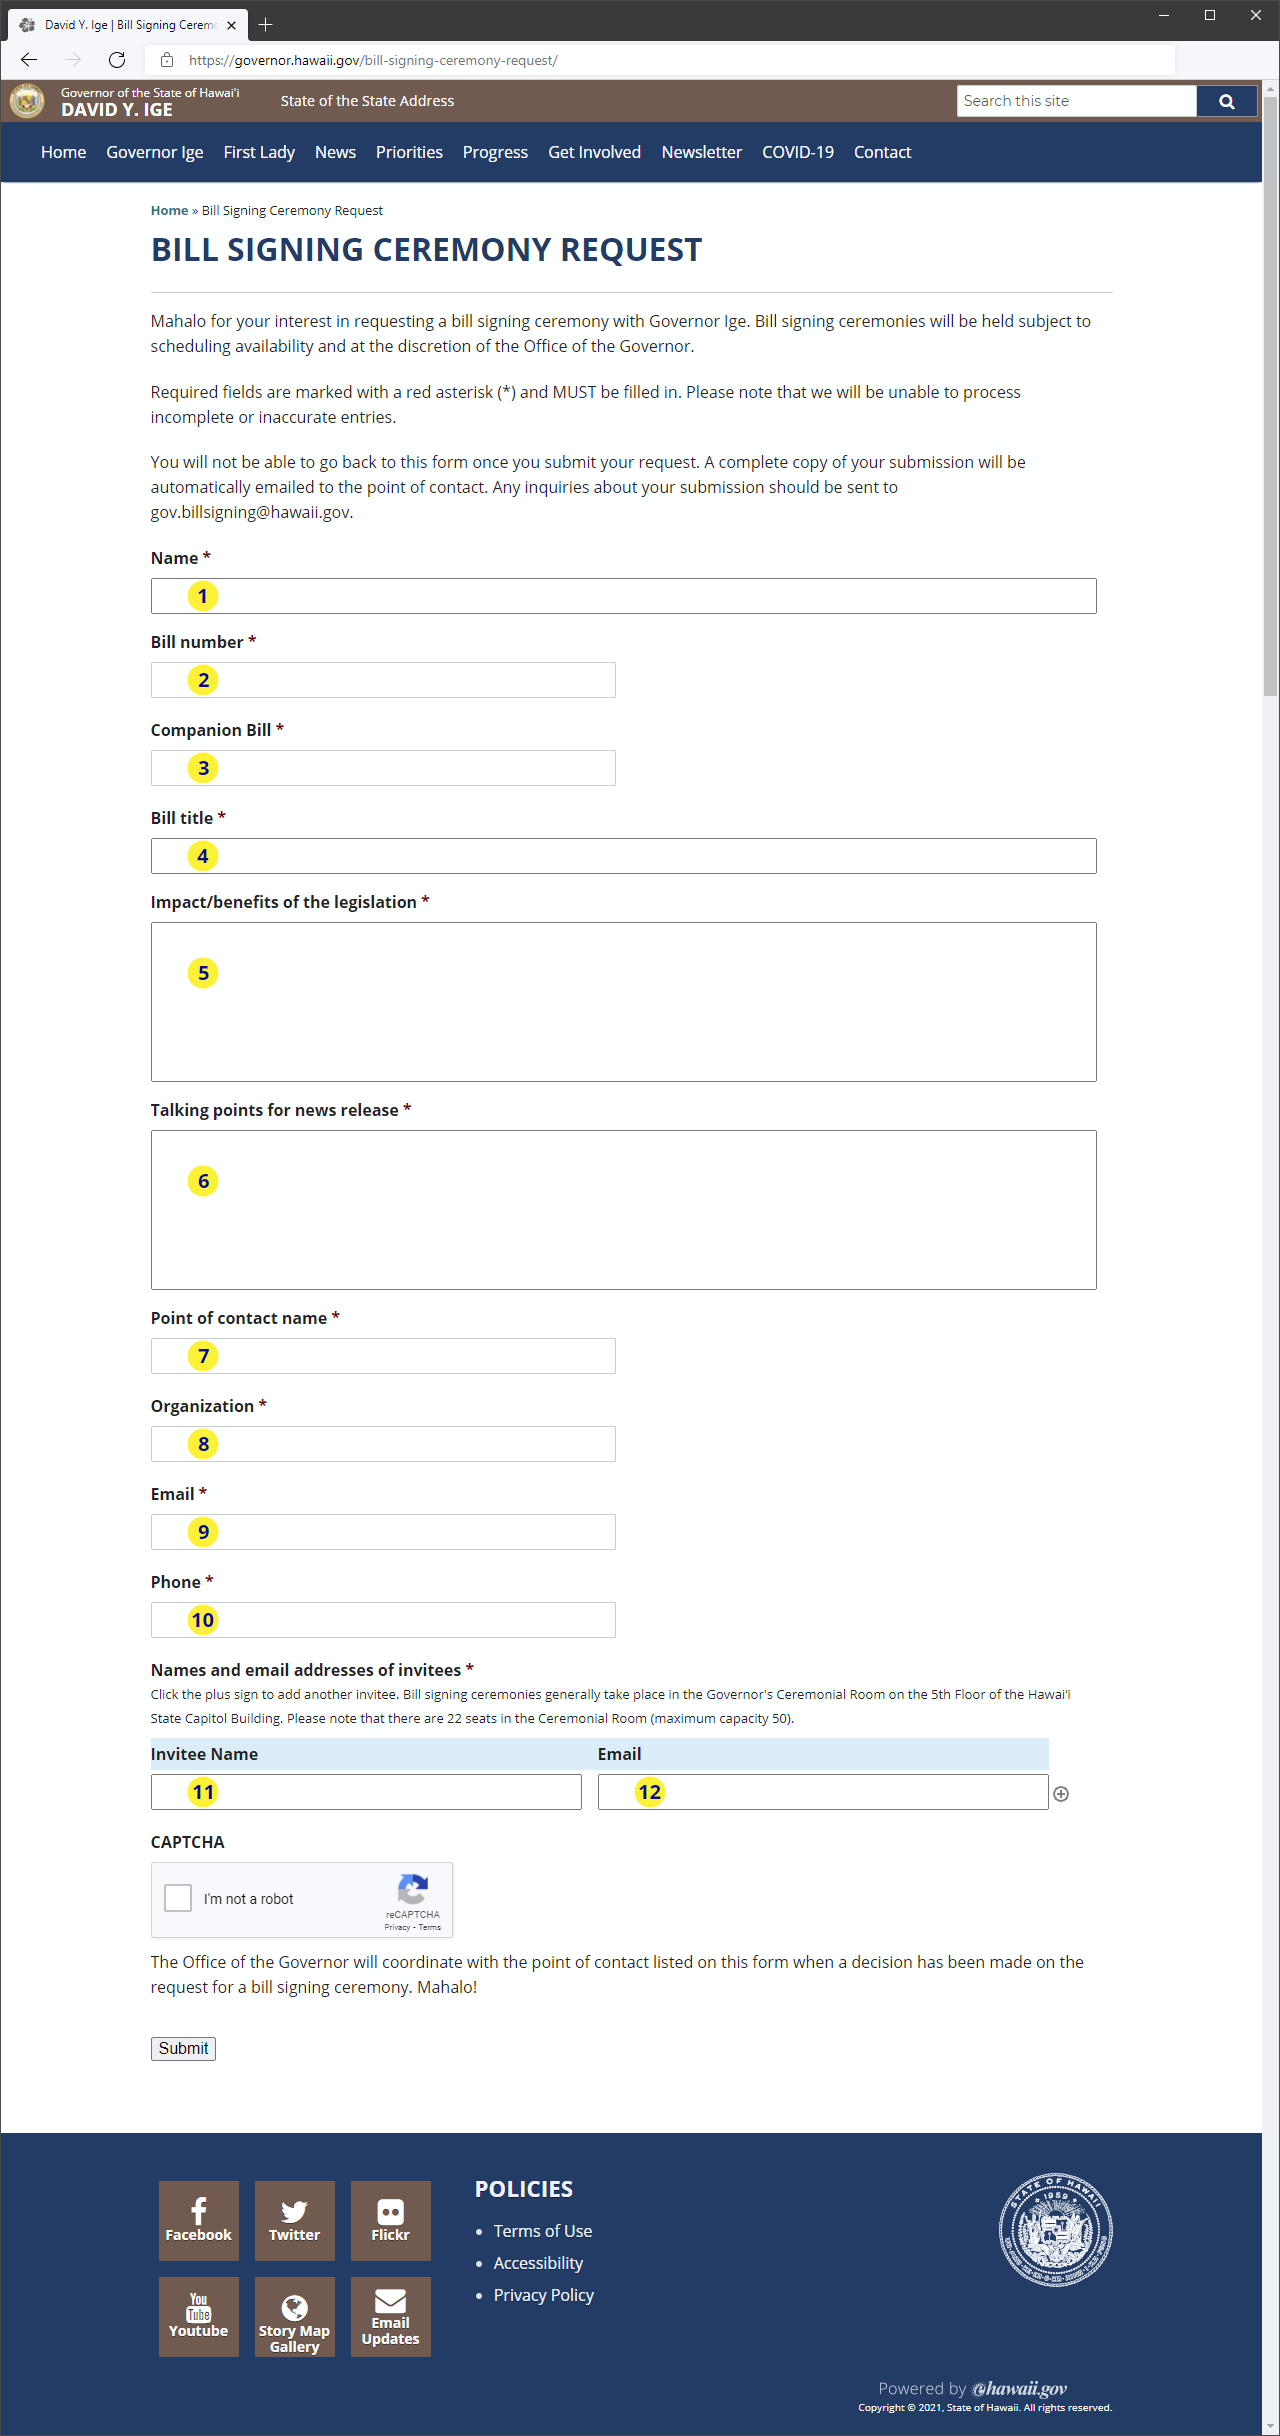 David Y. Ige | Bill Signing Cerem
https://governor.hawaii.gov/bill-signing-ceremony-request/
Governor of the State of Hawaiʻi
DAVID Y. IGE
State of the State Address
Search this site
Home Governor Ige First Lady News Priorities Progress Get Involved Newsletter COVID-19 Contact
Home » Bill Signing Ceremony Request
BILL SIGNING CEREMONY REQUEST
Mahalo for your interest in requesting a bill signing ceremony with Governor Ige. Bill signing ceremonies will be held subject to
scheduling availability and at the discretion of the Office of the Governor.
Required fields are marked with a red asterisk (*) and MUST be filled in. Please note that we will be unable to process
incomplete or inaccurate entries.
You will not be able to go back to this form once you submit your request. A complete copy of your submission will be
automatically emailed to the point of contact. Any inquiries about your submission should be sent to
gov.billsigning@hawaii.gov.
Name *
1
Bill number *
2
Companion Bill *
3
Bill title *
4
Impact/benefits of the legislation *
5
Talking points for news release *
6
Point of contact name *
7
Organization *
8
Email *
9
Phone *
10
Names and email addresses of invitees *
Click the plus sign to add another invitee. Bill signing ceremonies generally take place in the Governor's Ceremonial Room on the 5th Floor of the Hawaiʻi
State Capitol Building. Please note that there are 22 seats in the Ceremonial Room (maximum capacity 50).
Invitee Name Email
11 12
CAPTCHA
I'm not a robot
reCAPTCHA
Privacy - Terms
The Office of the Governor will coordinate with the point of contact listed on this form when a decision has been made on the
request for a bill signing ceremony. Mahalo!
Submit
Facebook Twitter Flickr
You Tube
Youtube
Story Map
Gallery
Email
Updates
POLICIES
Terms of Use
Accessibility
Privacy Policy
STATE OF HAWAII
1959
Powered by ehawaii.gov
Copyright © 2021, State of Hawaii. All rights reserved.